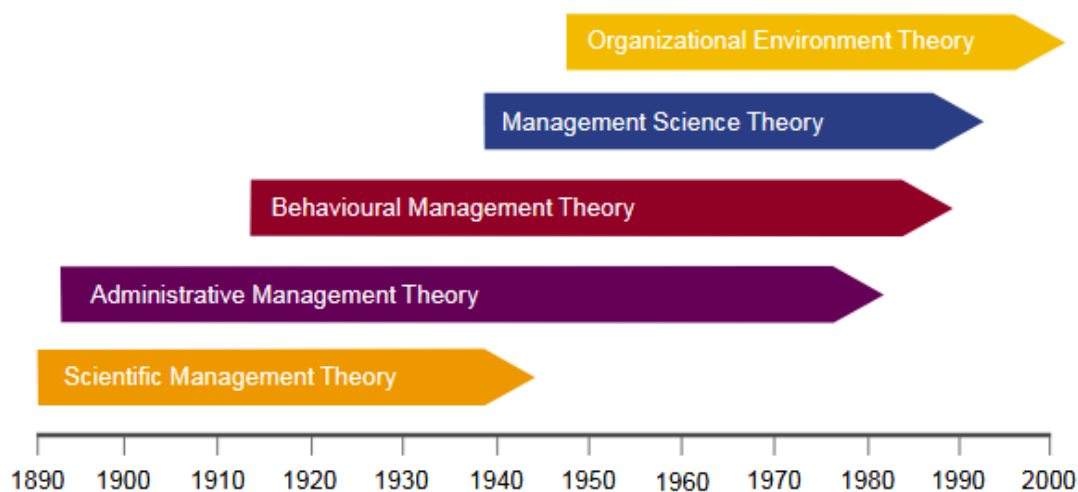 Organizational Environment Theory
Management Science Theory
Behavioural Management Theory
Administrative Management Theory
Scientific Management Theory
1890 1900 1910 1920 1930 1940 1950 1960 1970 1980 1990 2000